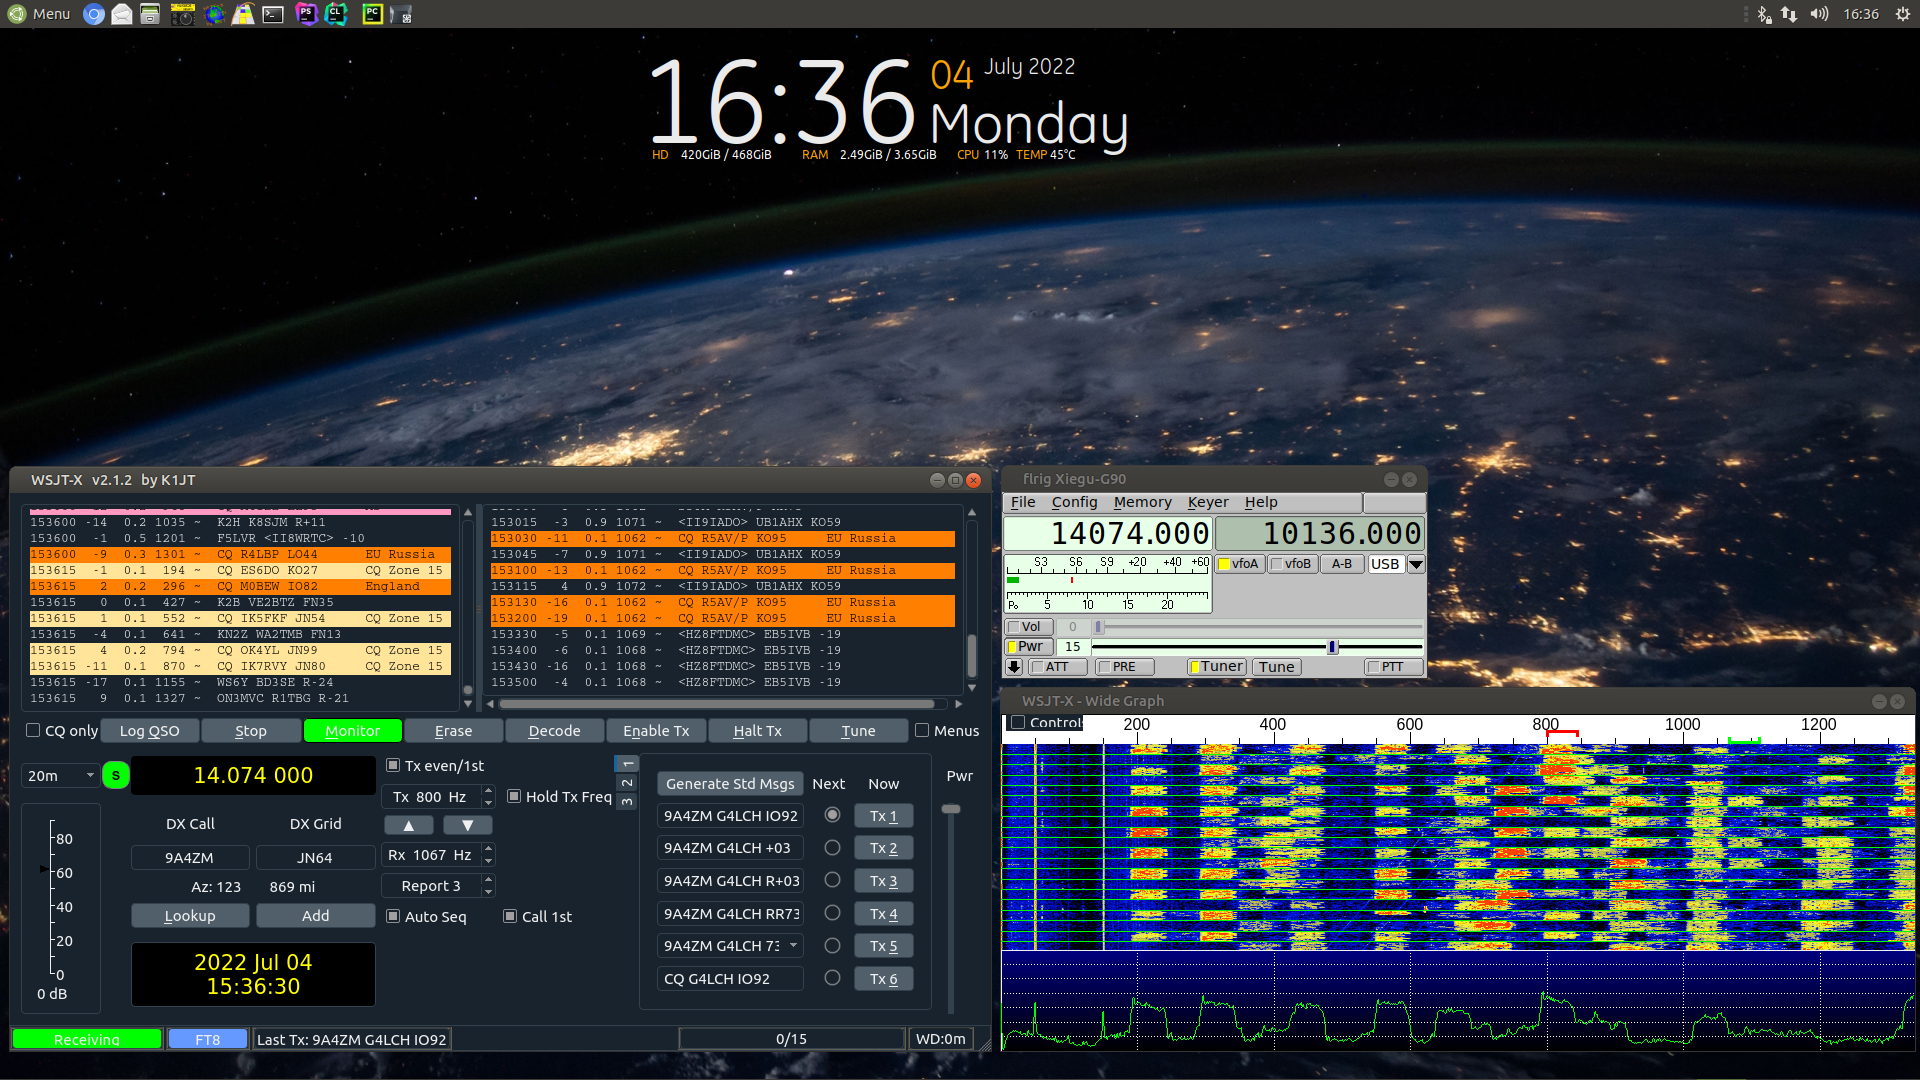 Menu
PS CL PC
16:36
16:36 04 July 2022
Monday
HD 420GiB / 468GiB RAM 2.49GiB / 3.65GiB CPU 11% TEMP 45°C
WSJT-X v2.1.2 by K1JT
153600 -14 0.2 1035 ~ K2H K8SJM R+11
153600 -1 0.5 1201 ~ F5LVR <II8WRTC> -10
153600 -9 0.3 1301 ~ CQ R4LBP LO44 EU Russia
153615 -1 0.1 194 ~ CQ ES6DO KO27 CQ Zone 15
153615 2 0.2 296 ~ CQ M0BEW IO82 England
153615 0 0.1 427 ~ K2B VE2BTZ FN35
153615 1 0.1 552 ~ CQ IK5FKF JN54 CQ Zone 15
153615 -4 0.1 641 ~ KN2Z WA2TMB FN13
153615 4 0.2 794 ~ CQ OK4YL JN99 CQ Zone 15
153615 -11 0.1 870 ~ CQ IK7RVY JN80 CQ Zone 15
153615 -17 0.1 1155 ~ WS6Y BD3SE R-24
153615 9 0.1 1327 ~ ON3MVC R1TBG R-21
153015 -3 0.9 1071 ~ <II9IADO> UB1AHX KO59
153030 -11 0.1 1062 ~ CQ R5AV/P KO95 EU Russia
153045 -7 0.9 1071 ~ <II9IADO> UB1AHX KO59
153100 -13 0.1 1062 ~ CQ R5AV/P KO95 EU Russia
153115 4 0.9 1072 ~ <II9IADO> UB1AHX KO59
153130 -16 0.1 1062 ~ CQ R5AV/P KO95 EU Russia
153200 -19 0.1 1062 ~ CQ R5AV/P KO95 EU Russia
153330 -5 0.1 1069 ~ <HZ8FTDMC> EB5IVB -19
153400 -6 0.1 1068 ~ <HZ8FTDMC> EB5IVB -19
153430 -16 0.1 1068 ~ <HZ8FTDMC> EB5IVB -19
153500 -4 0.1 1068 ~ <HZ8FTDMC> EB5IVB -19
CQ only Log QSO Stop Monitor Erase Decode Enable Tx Halt Tx Tune Menus
20m S 14.074 000
80
60
40
20
0
0 dB
DX Call DX Grid
9A4ZM JN64
Az: 123 869 mi
Lookup Add
2022 Jul 04
15:36:30
Tx even/1st
Tx 800 Hz Hold Tx Freq
Rx 1067 Hz
Report 3
Auto Seq Call 1st
1
2
3
Generate Std Msgs Next Now Pwr
9A4ZM G4LCH IO92 Tx 1
9A4ZM G4LCH +03 Tx 2
9A4ZM G4LCH R+03 Tx 3
9A4ZM G4LCH RR73 Tx 4
9A4ZM G4LCH 73 Tx 5
CQ G4LCH IO92 Tx 6
Receiving FT8 Last Tx: 9A4ZM G4LCH IO92 0/15 WD:0m
flrig Xiegu-G90
File Config Memory Keyer Help
14074.000 10136.000
S3 S6 S9 +20 +40 +60
Po 5 10 15 20
vfoA vfoB A-B USB
Vol 0
Pwr 15
ATT PRE Tuner Tune PTT
WSJT-X - Wide Graph
Controls 200 400 600 800 1000 1200